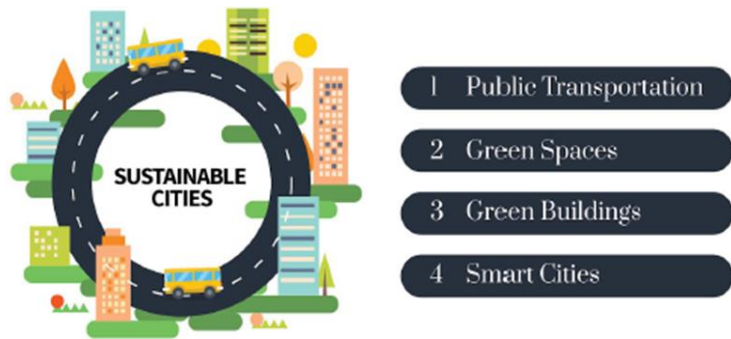 SUSTAINABLE
CITIES
1 Public Transportation
2 Green Spaces
3 Green Buildings
4 Smart Cities